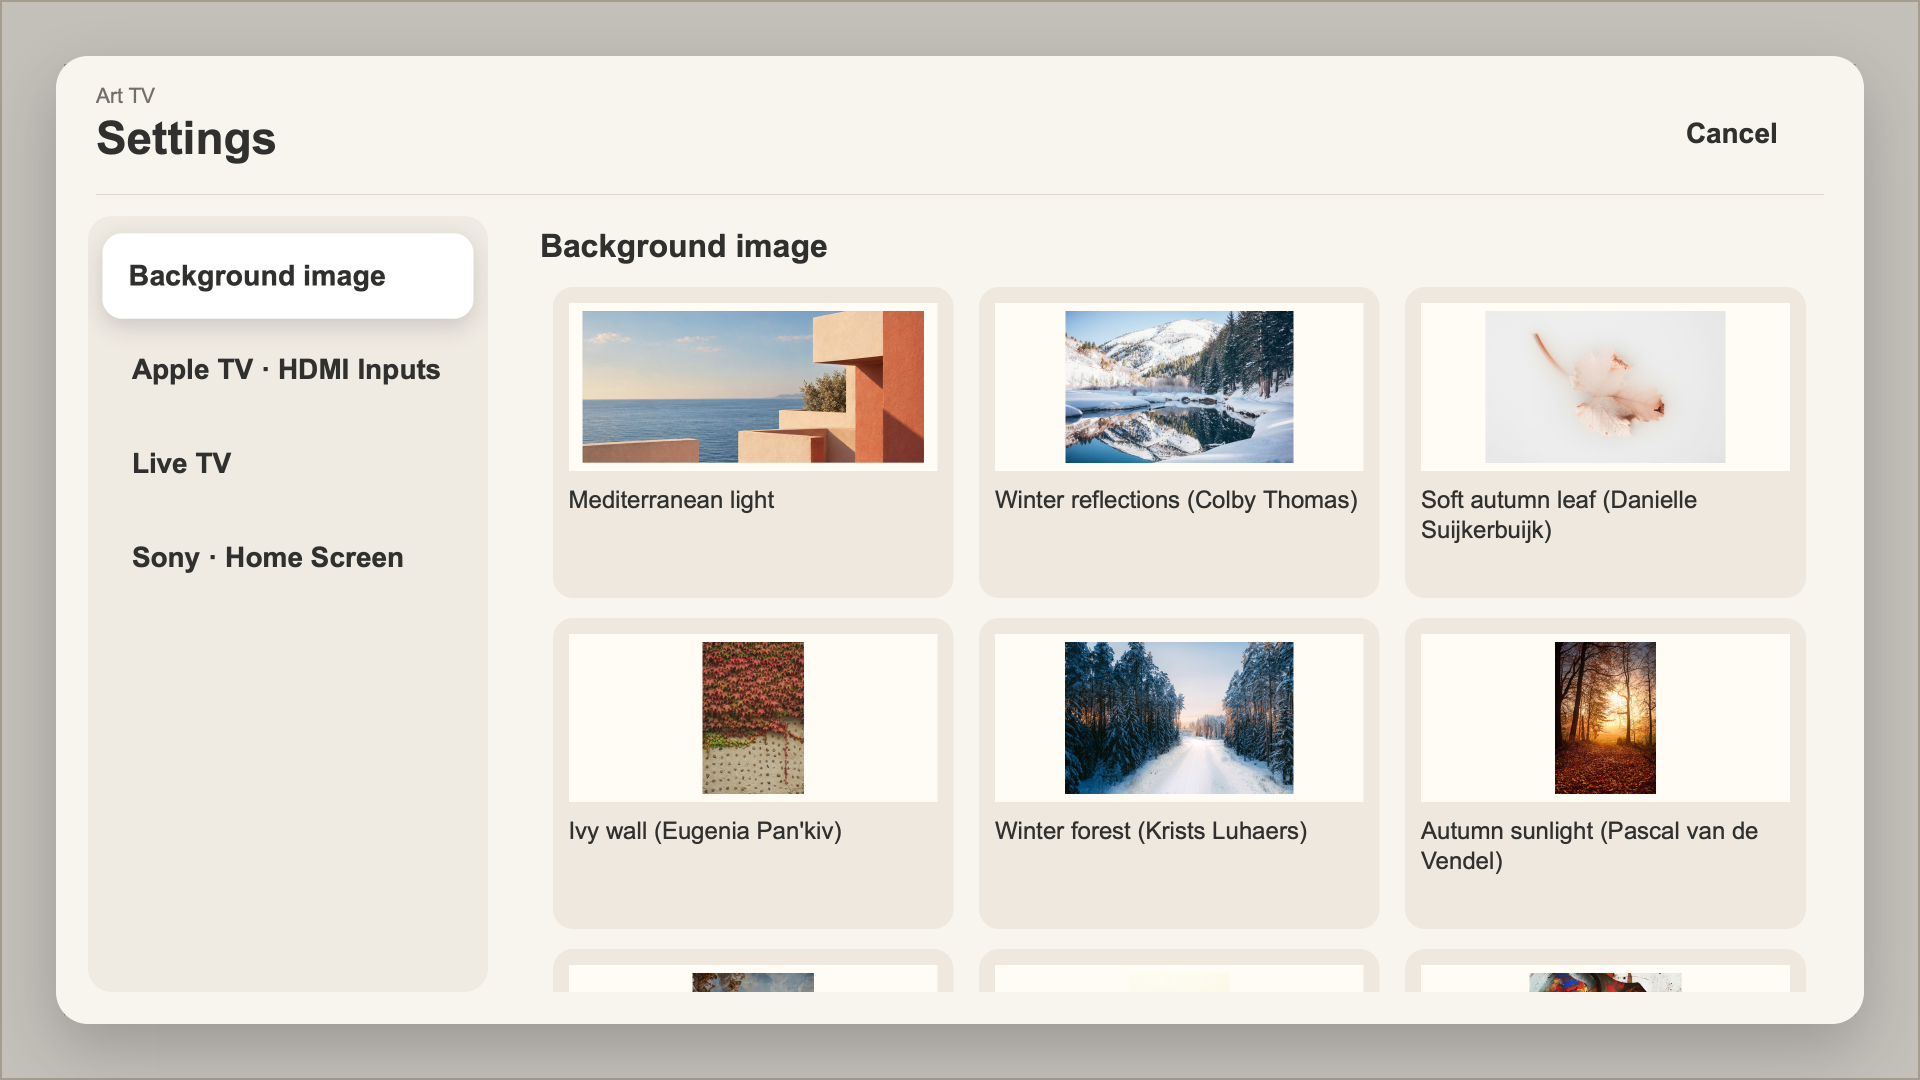 Art TV
Settings
Cancel
Background image
Apple TV · HDMI Inputs
Live TV
Sony · Home Screen
Background image
Mediterranean light
Winter reflections (Colby Thomas)
Soft autumn leaf (Danielle
Suijkerbuijk)
Ivy wall (Eugenia Pan'kiv)
Winter forest (Krists Luhaers)
Autumn sunlight (Pascal van de
Vendel)